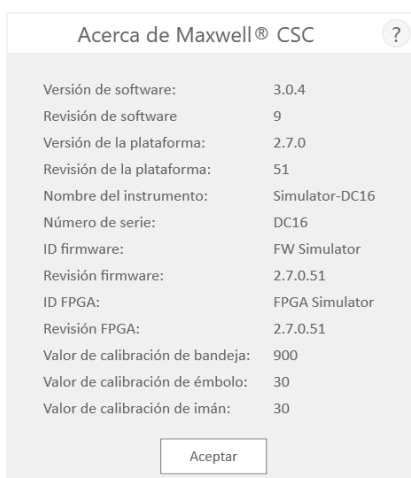 Acerca de Maxwell® CSC ?
Versión de software: 3.0.4
Revisión de software 9
Versión de la plataforma: 2.7.0
Revisión de la plataforma: 51
Nombre del instrumento: Simulator-DC16
Número de serie: DC16
ID firmware: FW Simulator
Revisión firmware: 2.7.0.51
ID FPGA: FPGA Simulator
Revisión FPGA: 2.7.0.51
Valor de calibración de bandeja: 900
Valor de calibración de émbolo: 30
Valor de calibración de imán: 30
Aceptar